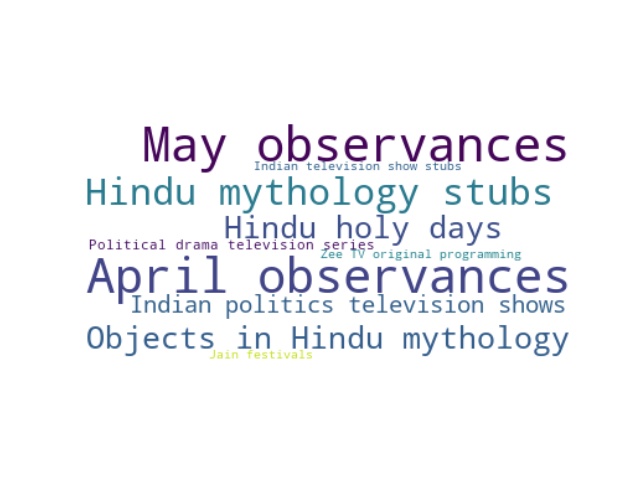 May observances
Indian television show stubs
Hindu mythology stubs
Hindu holy days
Political drama television series
Zee TV original programming
April observances
Indian politics television shows
Objects in Hindu mythology
Jain festivals